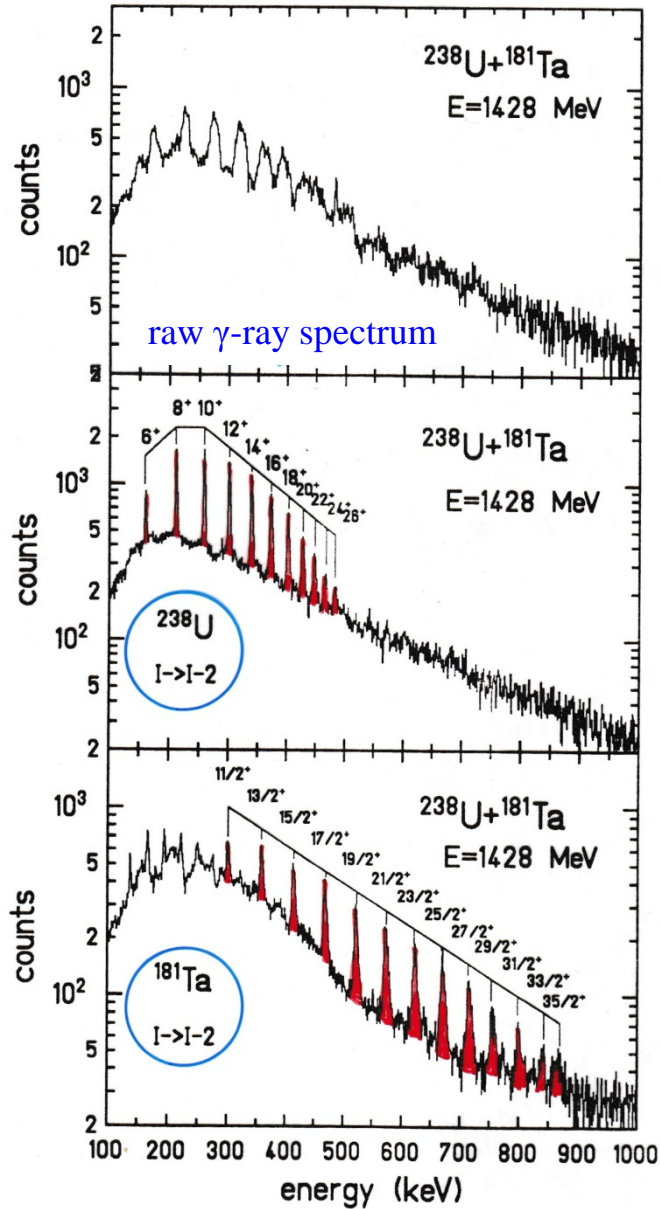 3
10³
5
2
10²
5
2
counts
²³⁸U+¹⁸¹Ta
E=1428 MeV
raw γ-ray spectrum
2
10³
5
2
10²
5
2
counts
6⁺
8⁺ 10⁺
12⁺
14⁺
16⁺
18⁺
20⁺
22⁺
24⁺
26⁺
²³⁸U+¹⁸¹Ta
E=1428 MeV
²³⁸U
I->I-2
10³
5
2
10²
5
2
counts
11/2⁺
13/2⁺
15/2⁺
17/2⁺
19/2⁺
21/2⁺
23/2⁺
25/2⁺
27/2⁺
29/2⁺
31/2⁺
33/2⁺
35/2⁺
²³⁸U+¹⁸¹Ta
E=1428 MeV
¹⁸¹Ta
I->I-2
100 200 300 400 500 600 700 800 900 1000
energy (keV)